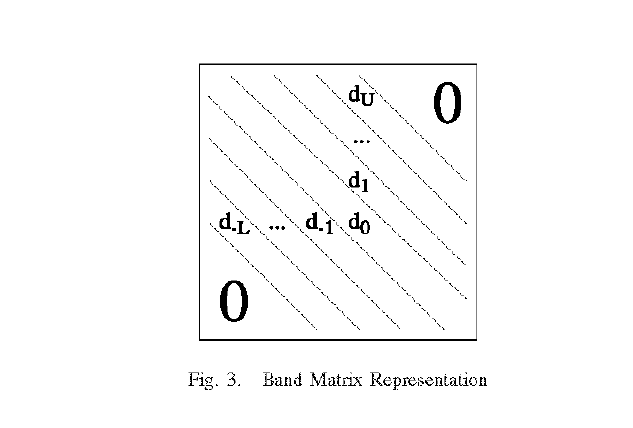 d_U
0
...
d_1
d_-L ... d_-1 d_0
0
Fig. 3. Band Matrix Representation